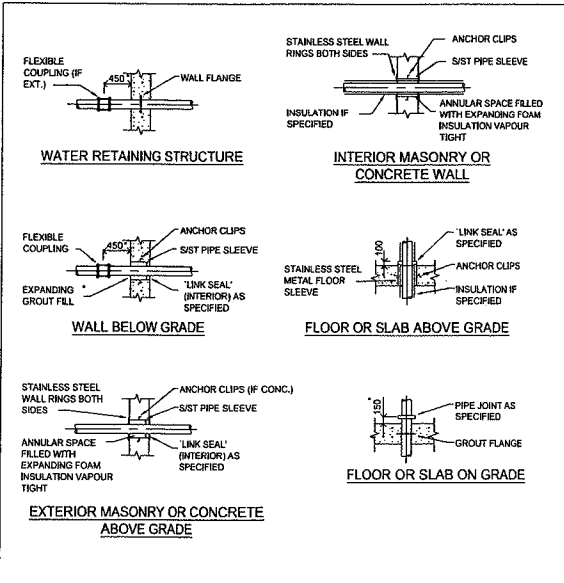 FLEXIBLE
COUPLING (IF
EXT.)
450
WALL FLANGE
WATER RETAINING STRUCTURE
STAINLESS STEEL WALL
RINGS BOTH SIDES
ANCHOR CLIPS
S/ST PIPE SLEEVE
INSULATION IF
SPECIFIED
ANNULAR SPACE FILLED
WITH EXPANDING FOAM
INSULATION VAPOUR
TIGHT
INTERIOR MASONRY OR
CONCRETE WALL
FLEXIBLE
COUPLING
450
ANCHOR CLIPS
S/ST PIPE SLEEVE
EXPANDING
GROUT FILL
'LINK SEAL'
(INTERIOR) AS
SPECIFIED
WALL BELOW GRADE
100
'LINK SEAL' AS
SPECIFIED
ANCHOR CLIPS
STAINLESS STEEL
METAL FLOOR
SLEEVE
INSULATION IF
SPECIFIED
FLOOR OR SLAB ABOVE GRADE
STAINLESS STEEL
WALL RINGS BOTH
SIDES
ANCHOR CLIPS (IF CONC.)
S/ST PIPE SLEEVE
ANNULAR SPACE
FILLED WITH
EXPANDING FOAM
INSULATION VAPOUR
TIGHT
'LINK SEAL'
(INTERIOR) AS
SPECIFIED
EXTERIOR MASONRY OR CONCRETE
ABOVE GRADE
150
PIPE JOINT AS
SPECIFIED
GROUT FLANGE
FLOOR OR SLAB ON GRADE